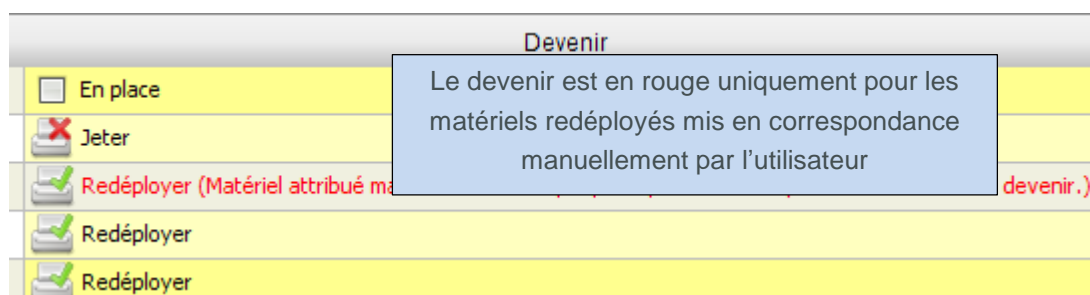 Devenir
En place
Le devenir est en rouge uniquement pour les
matériels redéployés mis en correspondance
manuellement par l’utilisateur
Jeter
Redéployer (Matériel attribué devenir.)
Redéployer
Redéployer